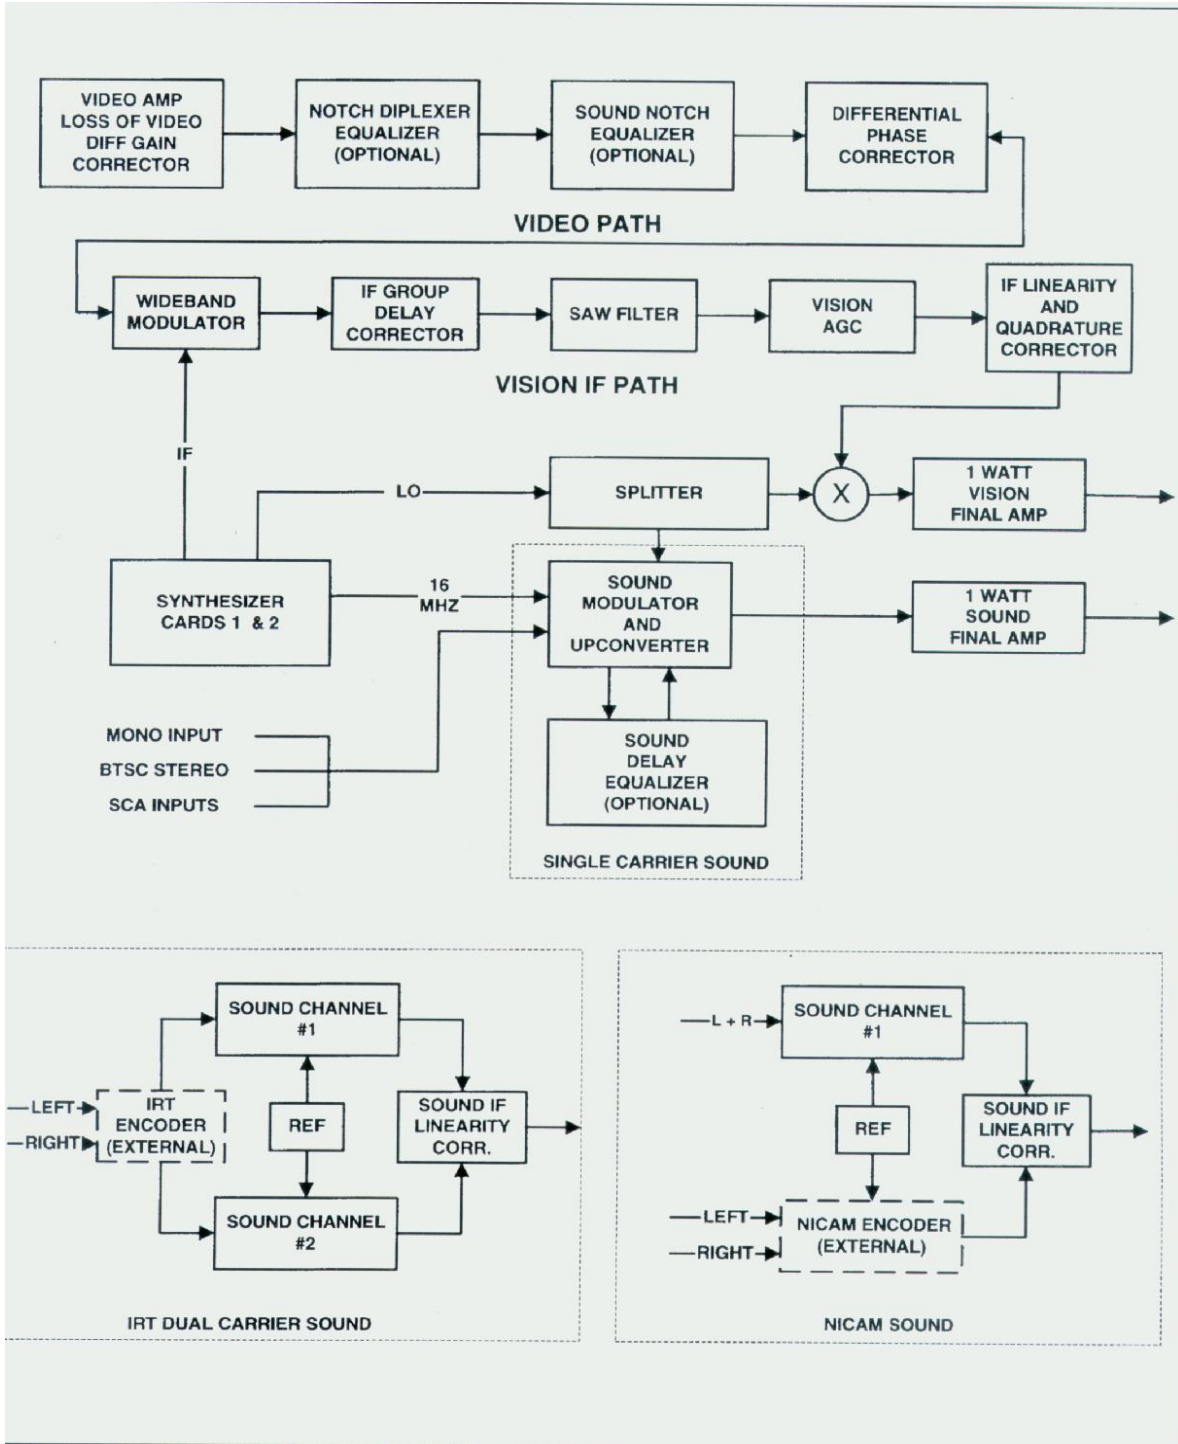 VIDEO AMP
LOSS OF VIDEO
DIFF GAIN
CORRECTOR
NOTCH DIPLEXER
EQUALIZER
(OPTIONAL)
SOUND NOTCH
EQUALIZER
(OPTIONAL)
DIFFERENTIAL
PHASE
CORRECTOR
VIDEO PATH
WIDEBAND
MODULATOR
IF GROUP
DELAY
CORRECTOR
SAW FILTER
VISION
AGC
IF LINEARITY
AND
QUADRATURE
CORRECTOR
VISION IF PATH
IF
LO
SPLITTER
X
1 WATT
VISION
FINAL AMP
SYNTHESIZER
CARDS 1 & 2
16
MHZ
SOUND
MODULATOR
AND
UPCONVERTER
1 WATT
SOUND
FINAL AMP
MONO INPUT
BTSC STEREO
SCA INPUTS
SOUND
DELAY
EQUALIZER
(OPTIONAL)
SINGLE CARRIER SOUND
SOUND CHANNEL
#1
LEFT
RIGHT
IRT
ENCODER
(EXTERNAL)
REF
SOUND IF
LINEARITY
CORR.
SOUND CHANNEL
#2
IRT DUAL CARRIER SOUND
L + R
SOUND CHANNEL
#1
REF
SOUND IF
LINEARITY
CORR.
LEFT
RIGHT
NICAM ENCODER
(EXTERNAL)
NICAM SOUND